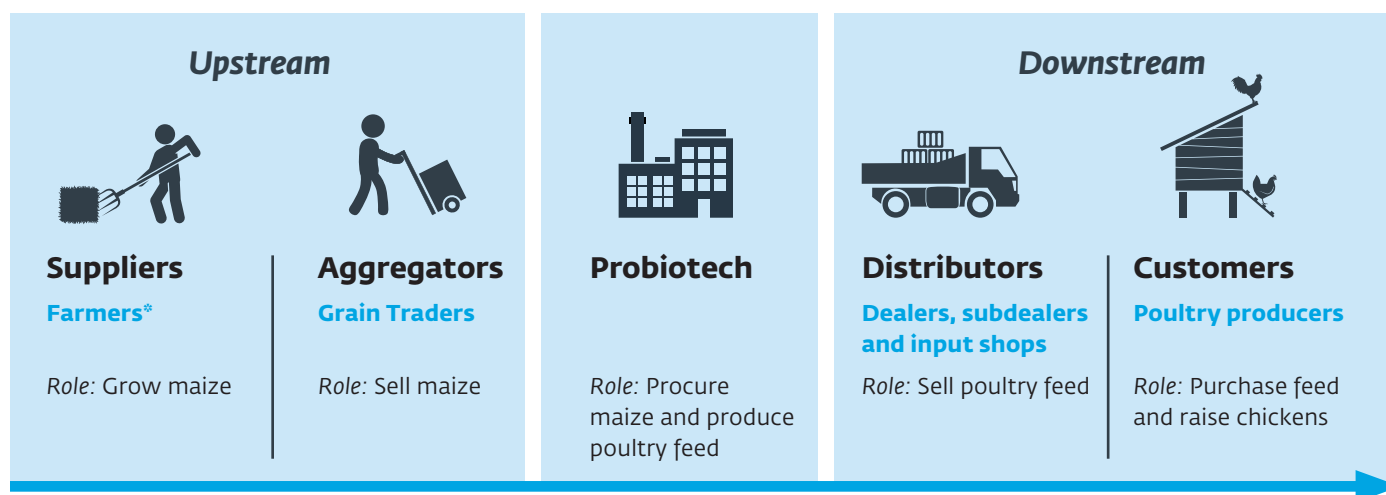 Upstream
Suppliers
Farmers*
Role: Grow maize
Aggregators
Grain Traders
Role: Sell maize
Probiotech
Role: Procure
maize and produce
poultry feed
Downstream
Distributors
Dealers, subdealers
and input shops
Role: Sell poultry feed
Customers
Poultry producers
Role: Purchase feed
and raise chickens